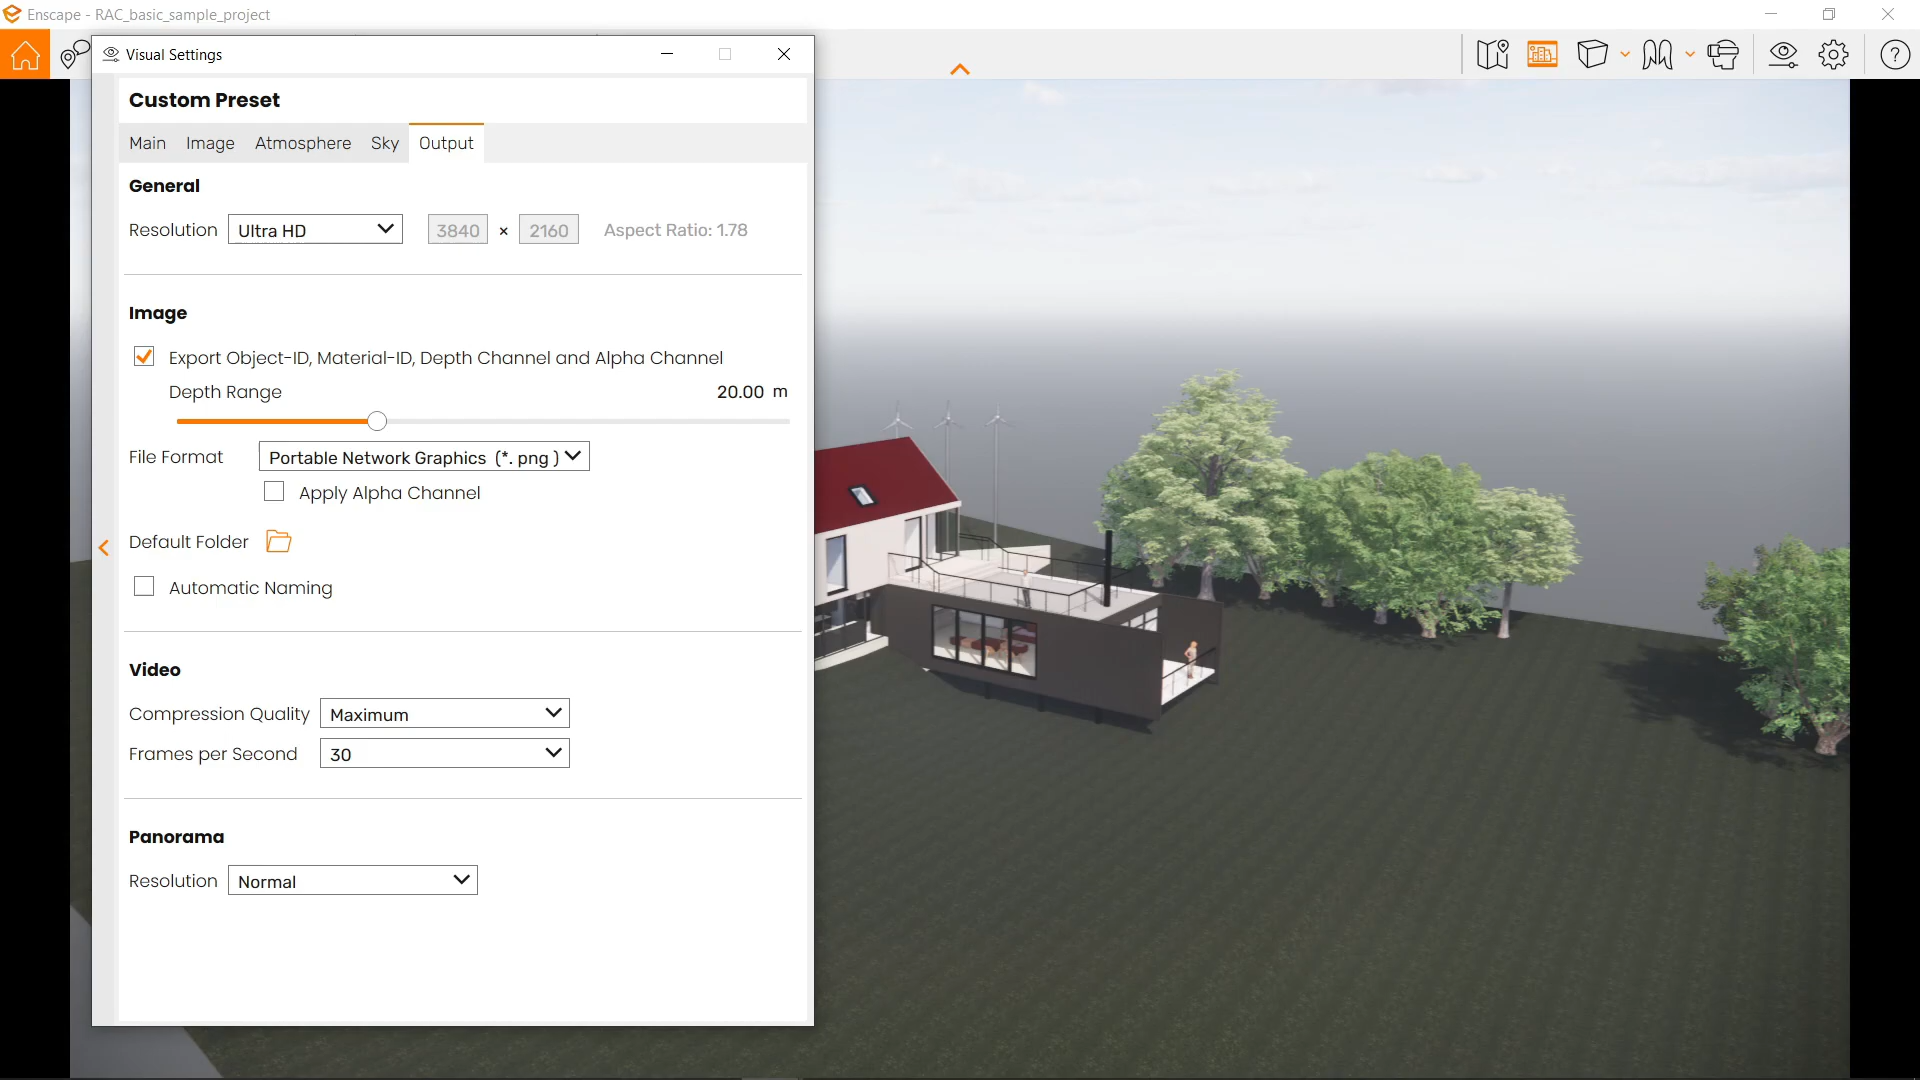 Enscape - RAC_basic_sample_project
Visual Settings
Custom Preset
Main Image Atmosphere Sky Output
General
Resolution Ultra HD 3840 × 2160 Aspect Ratio: 1.78
Image
Export Object-ID, Material-ID, Depth Channel and Alpha Channel
Depth Range 20.00 m
File Format Portable Network Graphics (*. png )
Apply Alpha Channel
Default Folder
Automatic Naming
Video
Compression Quality Maximum
Frames per Second 30
Panorama
Resolution Normal